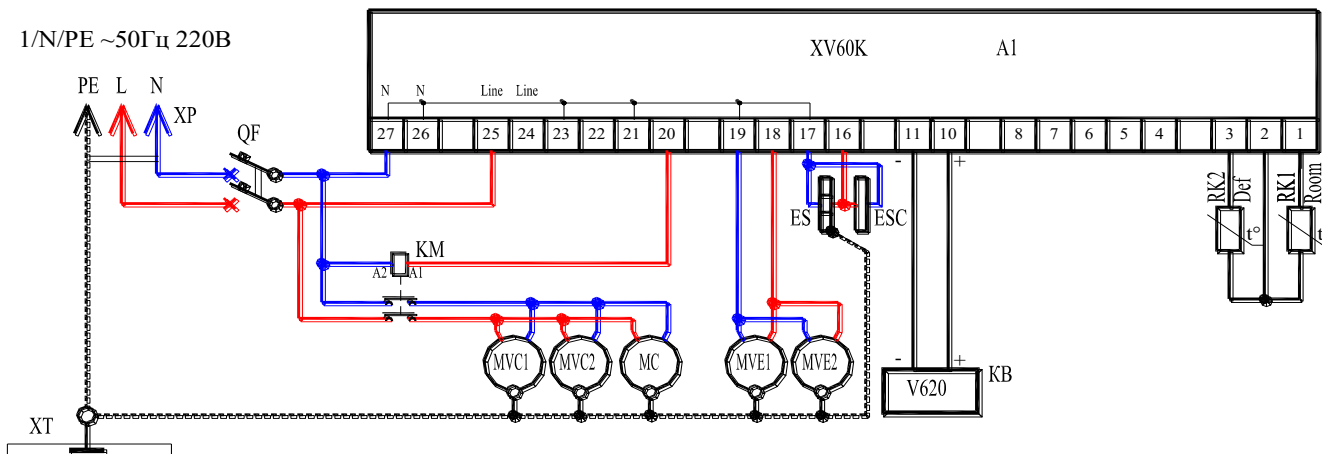 1/N/PE ~50Гц 220В
XV60K A1
PE L N
XP
QF
N N Line Line
27 26 25 24 23 22 21 20 19 18 17 16 11 10 8 7 6 5 4 3 2 1
- +
RK2 Def RK1 Room
t° t
ES ESC
KM
A2 A1
MVC1 MVC2 MC MVE1 MVE2
- +
V620 KB
XT